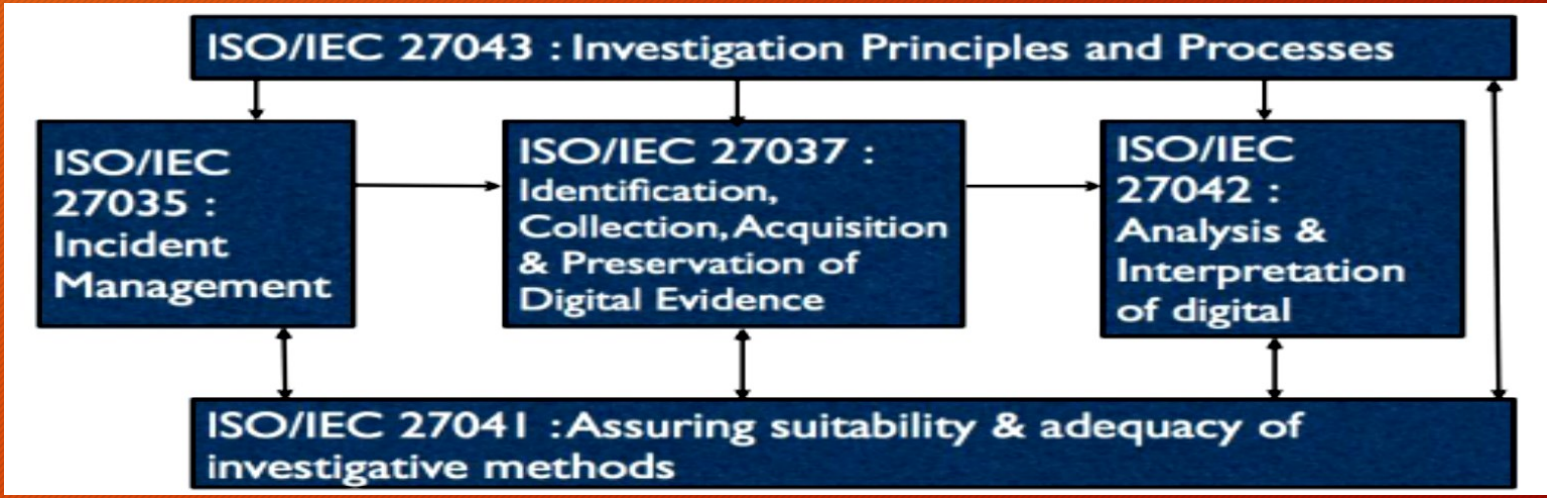 ISO/IEC 27043 : Investigation Principles and Processes
ISO/IEC
27035 :
Incident
Management
ISO/IEC 27037 :
Identification,
Collection, Acquisition
& Preservation of
Digital Evidence
ISO/IEC
27042 :
Analysis &
Interpretation
of digital
ISO/IEC 27041 : Assuring suitability & adequacy of
investigative methods